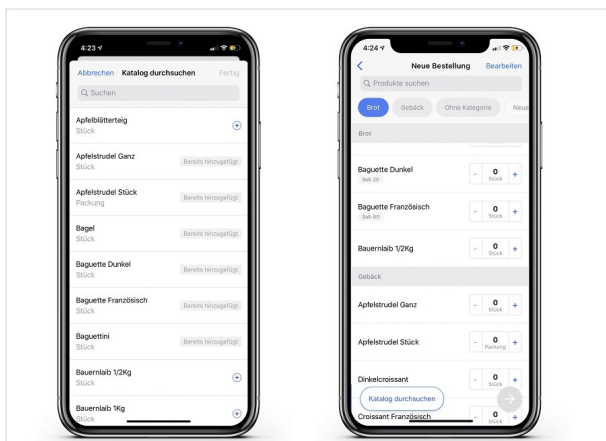 4:23
Abbrechen Katalog durchsuchen Fertig
Suchen
Apfelblätterteig
Stück
Apfelstrudel Ganz
Stück
Bereits hinzugefügt
Apfelstrudel Stück
Packung
Bereits hinzugefügt
Bagel
Stück
Bereits hinzugefügt
Baguette Dunkel
Stück
Bereits hinzugefügt
Baguette Französisch
Stück
Bereits hinzugefügt
Baguettini
Stück
Bereits hinzugefügt
Bauernlaib 1/2Kg
Stück
Bauernlaib 1Kg
Stück
4:24
Neue Bestellung Bearbeiten
Produkte suchen
Brot Gebäck Ohne Kategorie Neue
Brot
Stück
Baguette Dunkel
Soll: 20
- 0 +
Stück
Baguette Französisch
Soll: 60
- 0 +
Stück
Bauernlaib 1/2Kg
- 0 +
Stück
Gebäck
Apfelstrudel Ganz
- 0 +
Stück
Apfelstrudel Stück
- 0 +
Packung
Dinkelcroissant
- 0 +
Stück
Katalog durchsuchen
Croissant Französisch
- 0 +